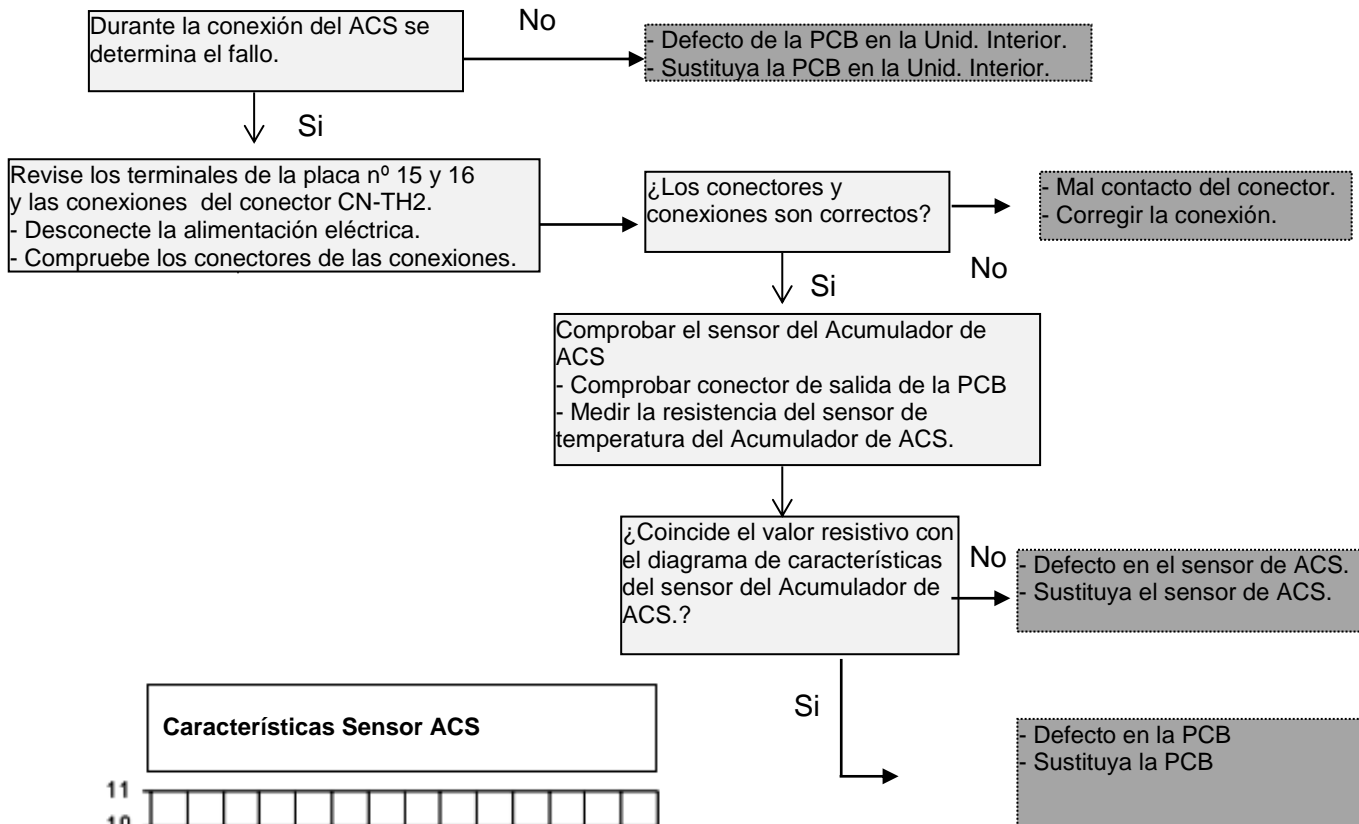 Durante la conexión del ACS se
determina el fallo.
No
- Defecto de la PCB en la Unid. Interior.
- Sustituya la PCB en la Unid. Interior.
Si
Revise los terminales de la placa nº 15 y 16
y las conexiones del conector CN-TH2.
- Desconecte la alimentación eléctrica.
- Compruebe los conectores de las conexiones.
¿Los conectores y
conexiones son correctos?
- Mal contacto del conector.
- Corregir la conexión.
No
Si
Comprobar el sensor del Acumulador de
ACS
- Comprobar conector de salida de la PCB
- Medir la resistencia del sensor de
temperatura del Acumulador de ACS.
¿Coincide el valor resistivo con
el diagrama de características
del sensor del Acumulador de
ACS.?
No
- Defecto en el sensor de ACS.
- Sustituya el sensor de ACS.
Si
- Defecto en la PCB
- Sustituya la PCB
Características Sensor ACS
11
10